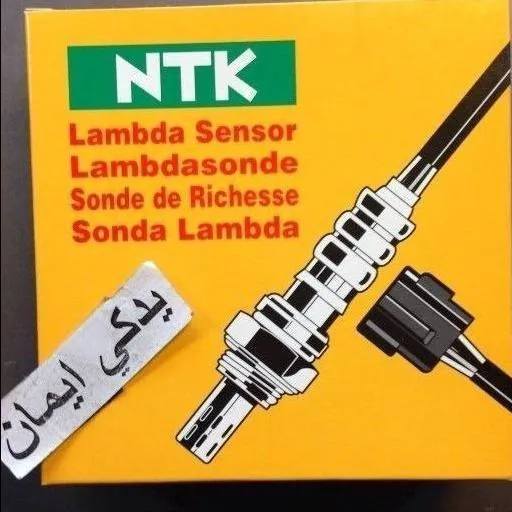 NTK
Lambda Sensor
Lambdasonde
Sonde de Richesse
Sonda Lambda
يدكي ايمان